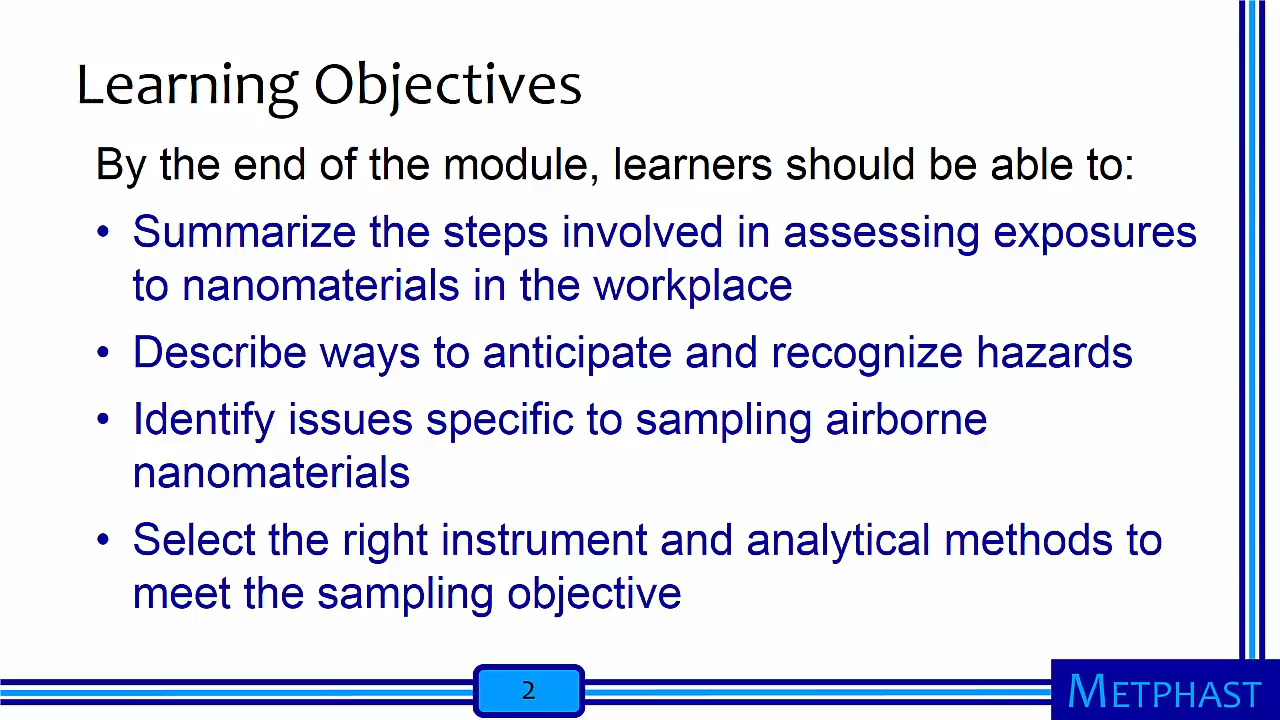 Learning Objectives
By the end of the module, learners should be able to:
• Summarize the steps involved in assessing exposures
to nanomaterials in the workplace
• Describe ways to anticipate and recognize hazards
• Identify issues specific to sampling airborne
nanomaterials
• Select the right instrument and analytical methods to
meet the sampling objective
2
METPHAST